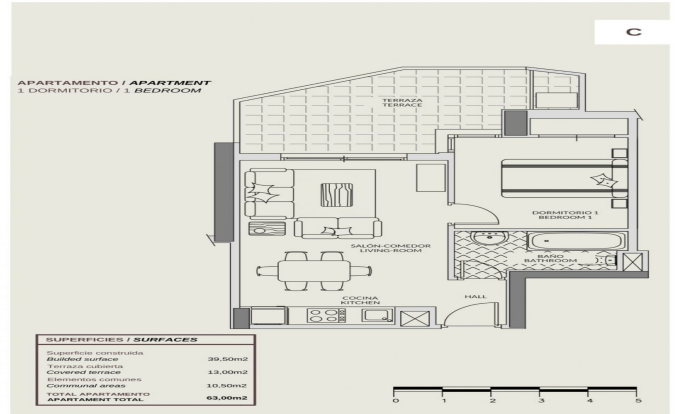 C
APARTAMENTO / APARTMENT
1 DORMITORIO / 1 BEDROOM
TERRAZA
TERRACE
DORMITORIO 1
BEDROOM 1
SALÓN-COMEDOR
LIVING-ROOM
BAÑO
BATHROOM
COCINA
KITCHEN
HALL
SUPERFICIES / SURFACES
Superficie construida
Builded surface 39,50m2
Terraza cubierta
Covered terrace 13,00m2
Elementos comunes
Communal areas 10,50m2
TOTAL APARTAMENTO
APARTAMENT TOTAL 63,00m2
0 1 2 3 4 5